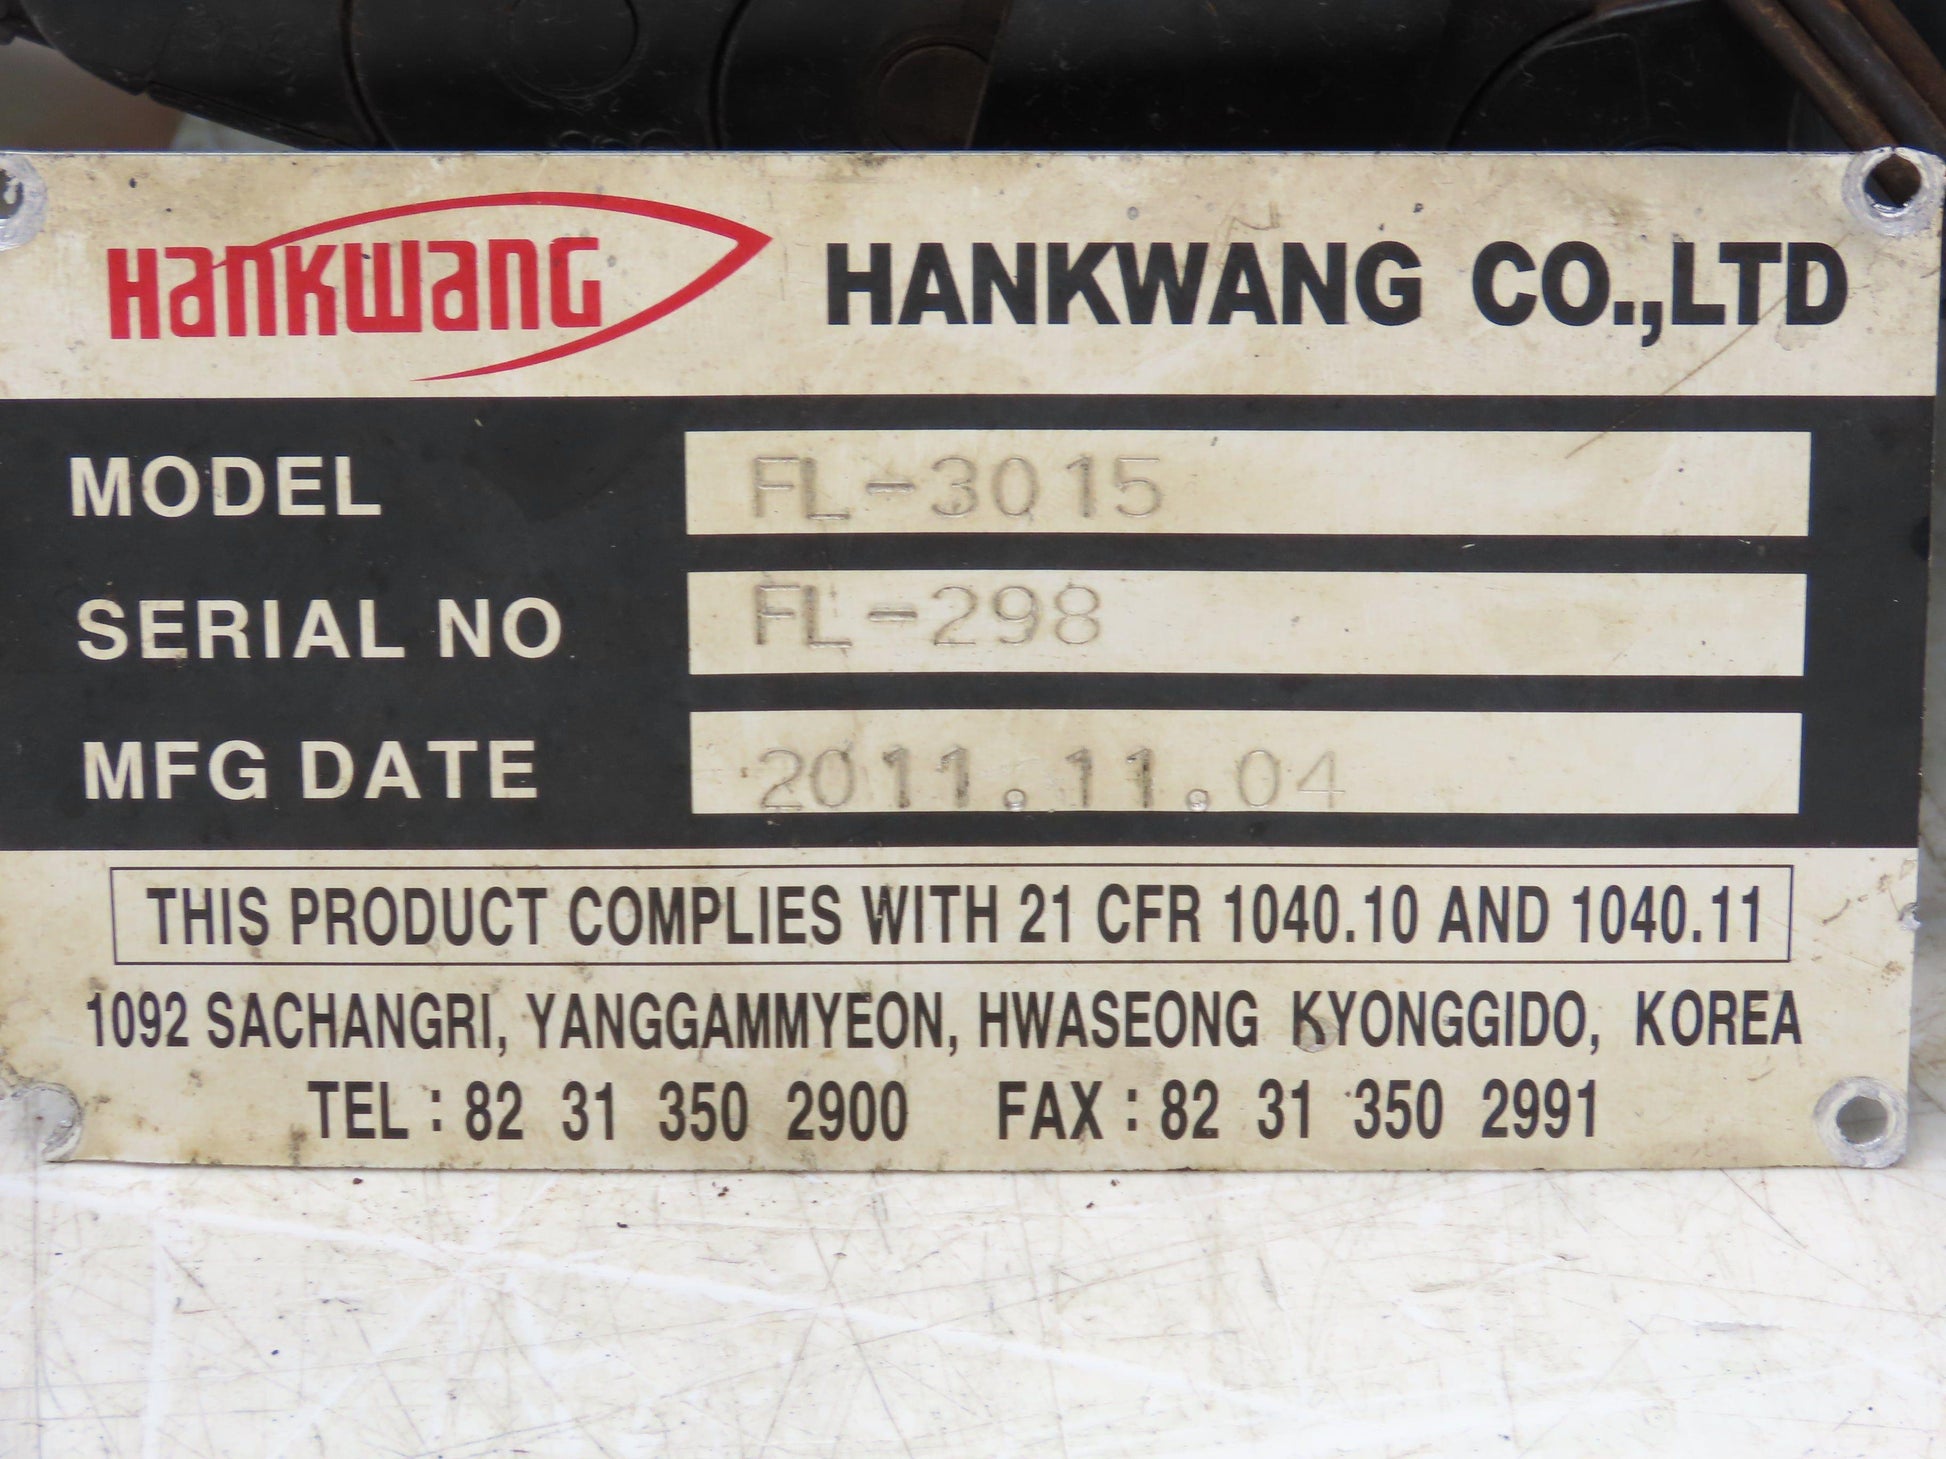 HANKWANG HANKWANG CO.,LTD
MODEL FL-3015
SERIAL NO FL-298
MFG DATE 2011.11.04
THIS PRODUCT COMPLIES WITH 21 CFR 1040.10 AND 1040.11
1092 SACHANGRI, YANGGAMMYEON, HWASEONG KYONGGIDO, KOREA
TEL : 82 31 350 2900 FAX : 82 31 350 2991